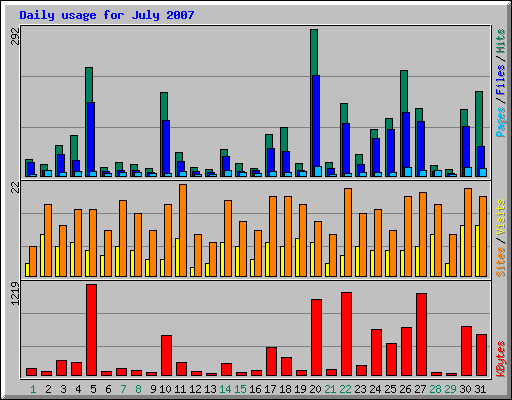 Daily usage for July 2007
292
Pages / Files / Hits
22
Sites / Visits
1219
KBytes
1 2 3 4 5 6 7 8 9 10 11 12 13 14 15 16 17 18 19 20 21 22 23 24 25 26 27 28 29 30 31